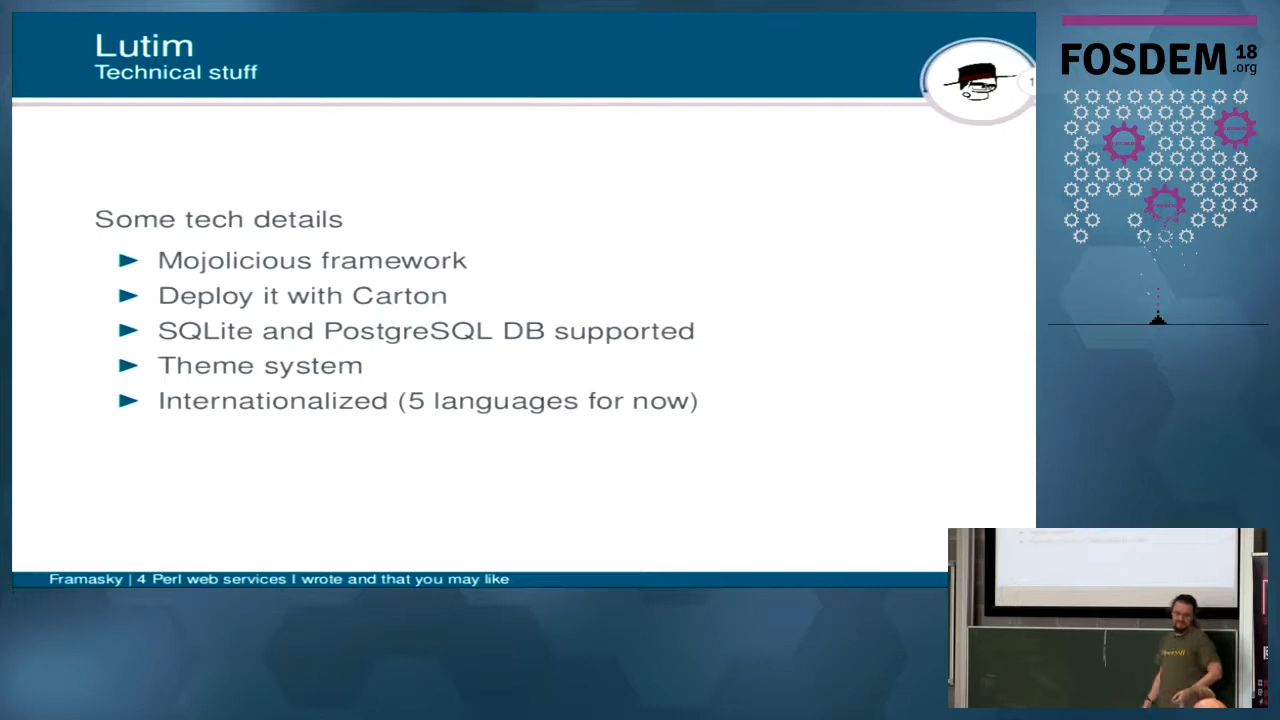 Lutim
Technical stuff
FOSDEM 18
.org
Some tech details
Mojolicious framework
Deploy it with Carton
SQLite and PostgreSQL DB supported
Theme system
Internationalized (5 languages for now)
Framasky | 4 Perl web services I wrote and that you may like